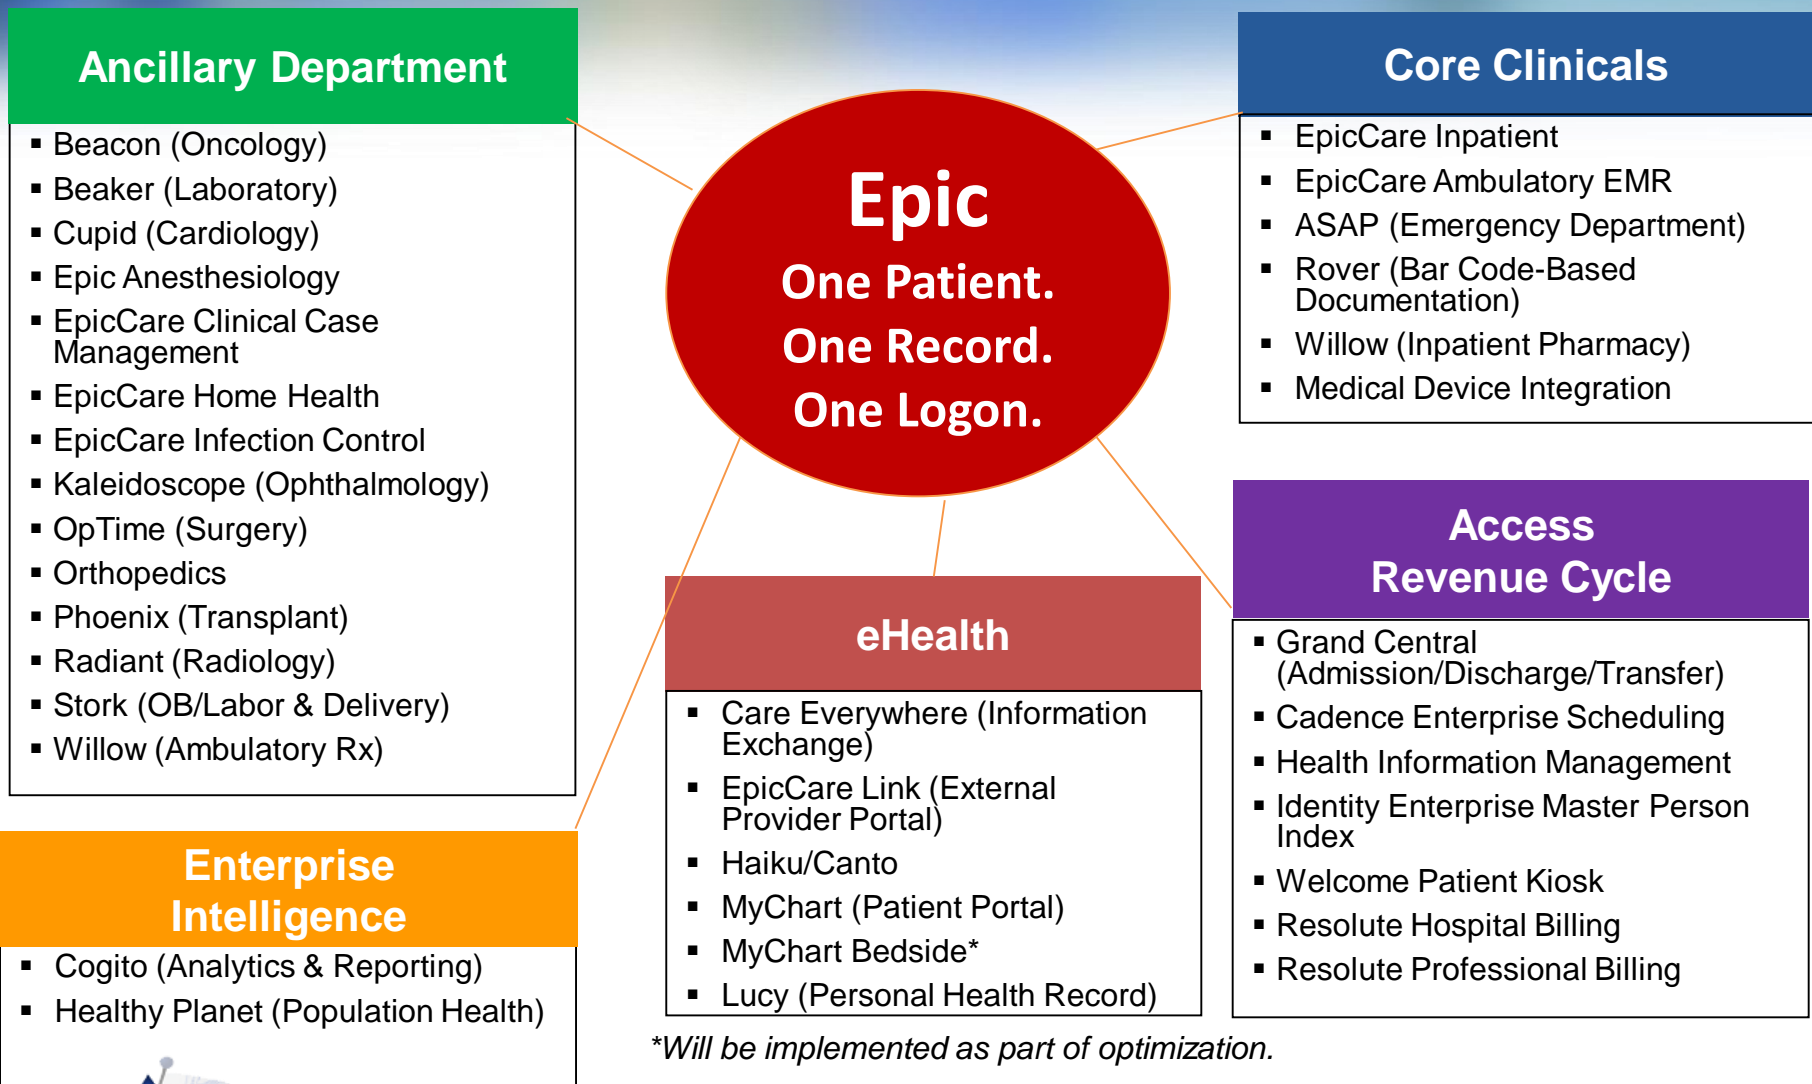 Ancillary Department
▪ Beacon (Oncology)
▪ Beaker (Laboratory)
▪ Cupid (Cardiology)
▪ Epic Anesthesiology
▪ EpicCare Clinical Case
Management
▪ EpicCare Home Health
▪ EpicCare Infection Control
▪ Kaleidoscope (Ophthalmology)
▪ OpTime (Surgery)
▪ Orthopedics
▪ Phoenix (Transplant)
▪ Radiant (Radiology)
▪ Stork (OB/Labor & Delivery)
▪ Willow (Ambulatory Rx)
Enterprise
Intelligence
▪ Cogito (Analytics & Reporting)
▪ Healthy Planet (Population Health)
Epic
One Patient.
One Record.
One Logon.
eHealth
▪ Care Everywhere (Information
Exchange)
▪ EpicCare Link (External
Provider Portal)
▪ Haiku/Canto
▪ MyChart (Patient Portal)
▪ MyChart Bedside*
▪ Lucy (Personal Health Record)
*Will be implemented as part of optimization.
Core Clinicals
▪ EpicCare Inpatient
▪ EpicCare Ambulatory EMR
▪ ASAP (Emergency Department)
▪ Rover (Bar Code-Based
Documentation)
▪ Willow (Inpatient Pharmacy)
▪ Medical Device Integration
Access
Revenue Cycle
▪ Grand Central
(Admission/Discharge/Transfer)
▪ Cadence Enterprise Scheduling
▪ Health Information Management
▪ Identity Enterprise Master Person
Index
▪ Welcome Patient Kiosk
▪ Resolute Hospital Billing
▪ Resolute Professional Billing